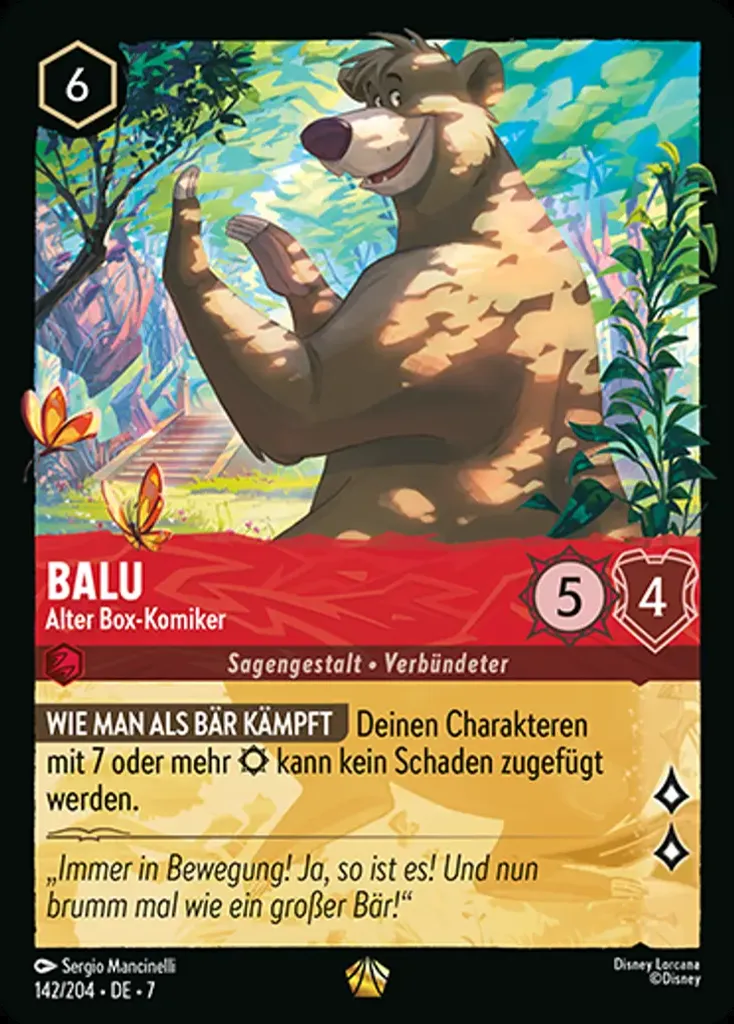 6
BALU
Alter Box-Komiker
5
4
Sagengestalt • Verbündeter
WIE MAN ALS BÄR KÄMPFT Deinen Charakteren
mit 7 oder mehr kann kein Schaden zugefügt
werden.
„Immer in Bewegung! Ja, so ist es! Und nun
brumm mal wie ein großer Bär!“
Sergio Mancinelli
142/204 • DE • 7
Disney Lorcana
©Disney